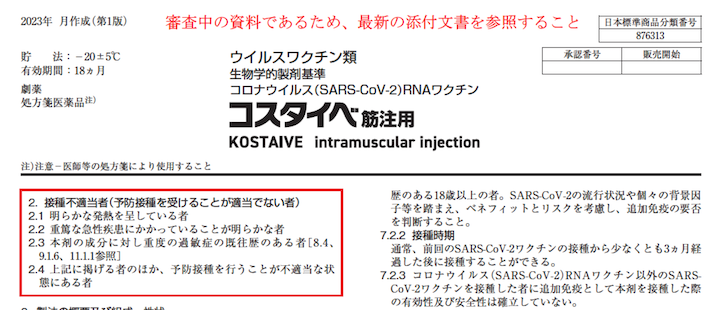 2023年 月作成(第1版)
審査中の資料であるため、最新の添付文書を参照すること
日本標準商品分類番号
876313
貯 法:−20±5℃
有効期間:18ヵ月
劇薬
処方箋医薬品注)
ウイルスワクチン類
生物学的製剤基準
コロナウイルス(SARS-CoV-2)RNAワクチン
コスタイベ筋注用
KOSTAIVE intramuscular injection
承認番号 販売開始
注)注意−医師等の処方箋により使用すること
2. 接種不適当者(予防接種を受けることが適当でない者)
2.1 明らかな発熱を呈している者
2.2 重篤な急性疾患にかかっていることが明らかな者
2.3 本剤の成分に対し重度の過敏症の既往歴のある者[8.4、
9.1.6、11.1.1参照]
2.4 上記に掲げる者のほか、予防接種を行うことが不適当な状
態にある者
歴のある18歳以上の者。SARS-CoV-2の流行状況や個々の背景因
子等を踏まえ、ベネフィットとリスクを考慮し、追加免疫の要否
を判断すること。
7.2.2 接種時期
通常、前回のSARS-CoV-2ワクチンの接種から少なくとも3ヵ月経
過した後に接種することができる。
7.2.3 コロナウイルス(SARS-CoV-2)RNAワクチン以外のSARS-
CoV-2ワクチンを接種した者に追加免疫として本剤を接種した際
の有効性及び安全性は確立していない。